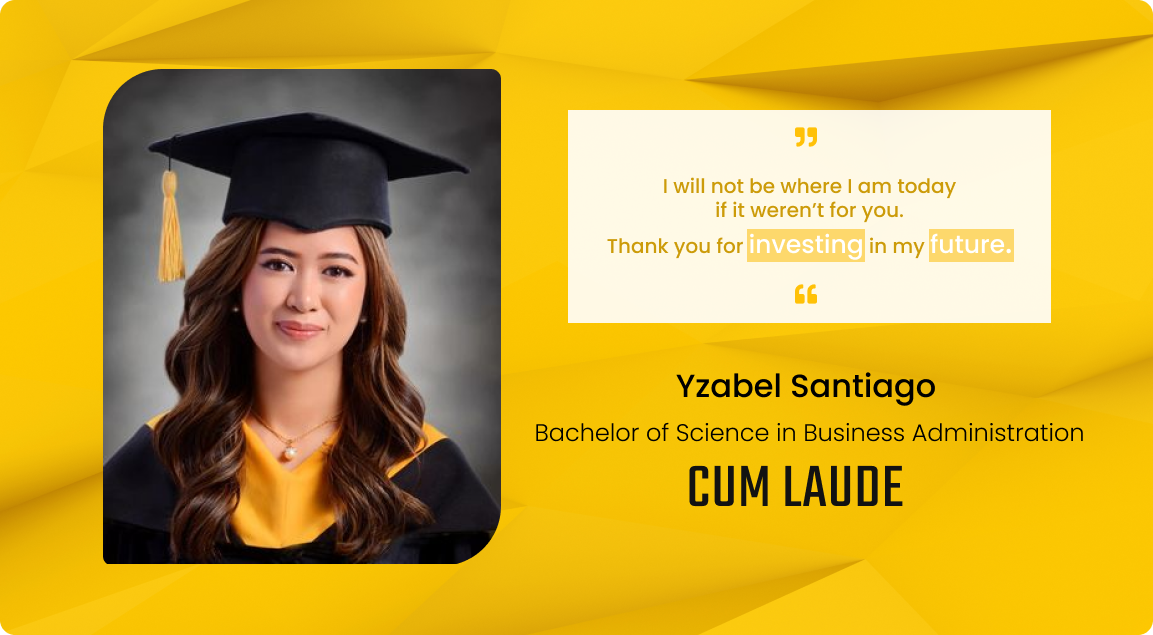 ”
I will not be where I am today
if it weren’t for you.
Thank you for investing in my future.
“
Yzabel Santiago
Bachelor of Science in Business Administration
CUM LAUDE